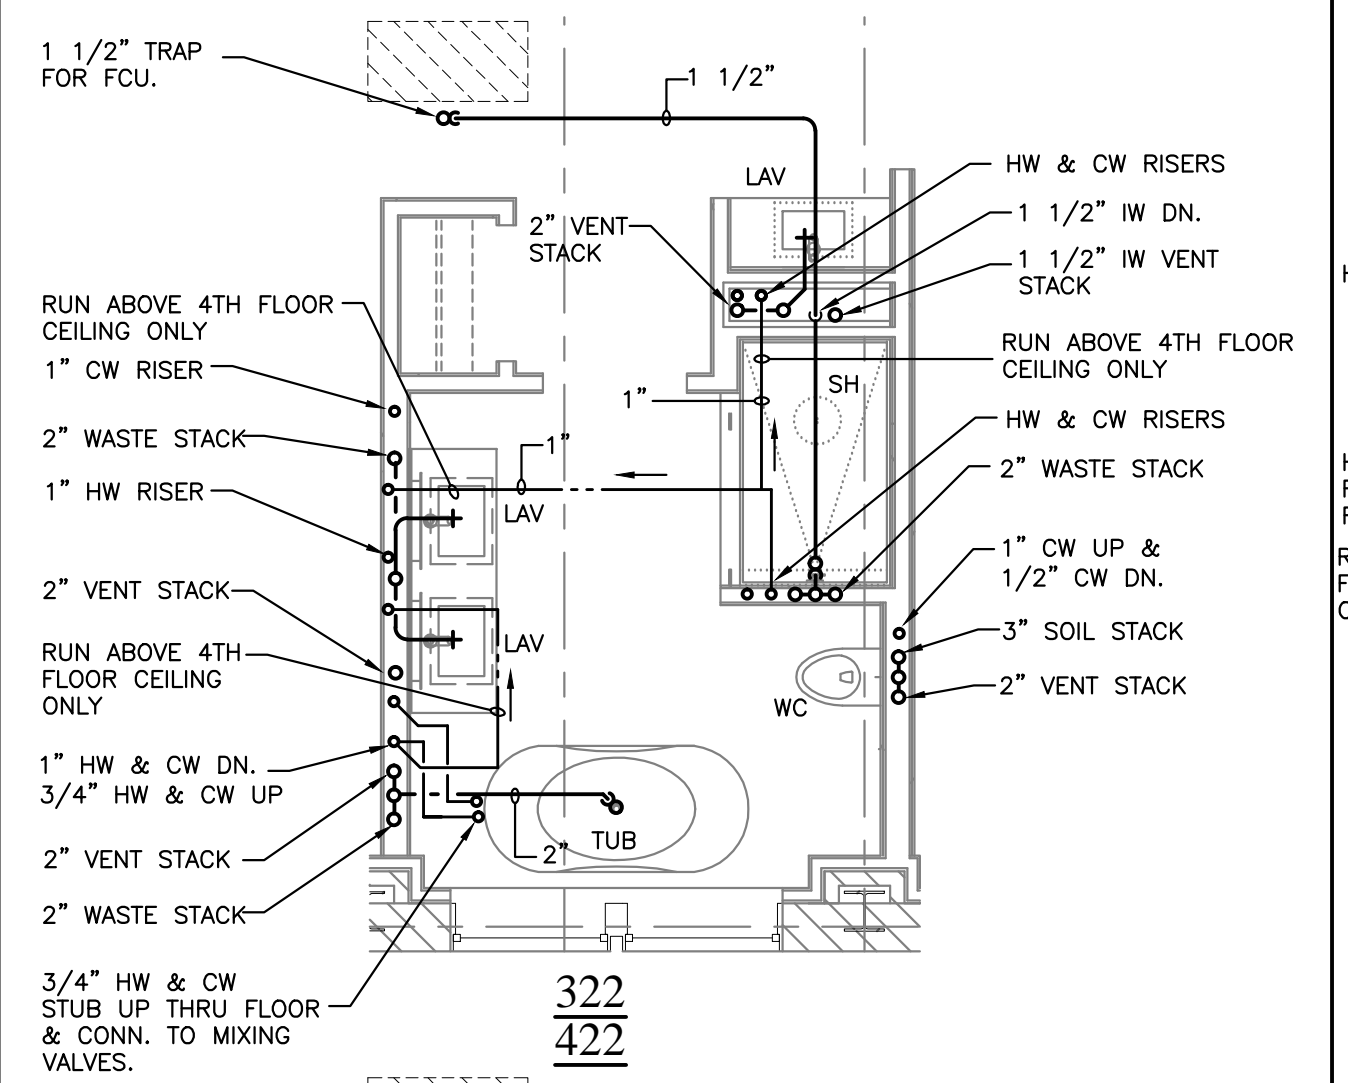 1 1/2” TRAP
FOR FCU.
1 1/2”
LAV
HW & CW RISERS
1 1/2” IW DN.
2” VENT
STACK
1 1/2” IW VENT
STACK
RUN ABOVE 4TH FLOOR
CEILING ONLY
RUN ABOVE 4TH FLOOR
CEILING ONLY
1” CW RISER
SH
1”
HW & CW RISERS
2” WASTE STACK
1”
2” WASTE STACK
1” HW RISER
LAV
1” CW UP &
1/2” CW DN.
2” VENT STACK
3” SOIL STACK
LAV
RUN ABOVE 4TH
FLOOR CEILING
ONLY
2” VENT STACK
WC
1” HW & CW DN.
3/4” HW & CW UP
TUB
2”
2” VENT STACK
2” WASTE STACK
3/4” HW & CW
STUB UP THRU FLOOR
& CONN. TO MIXING
VALVES.
322
422